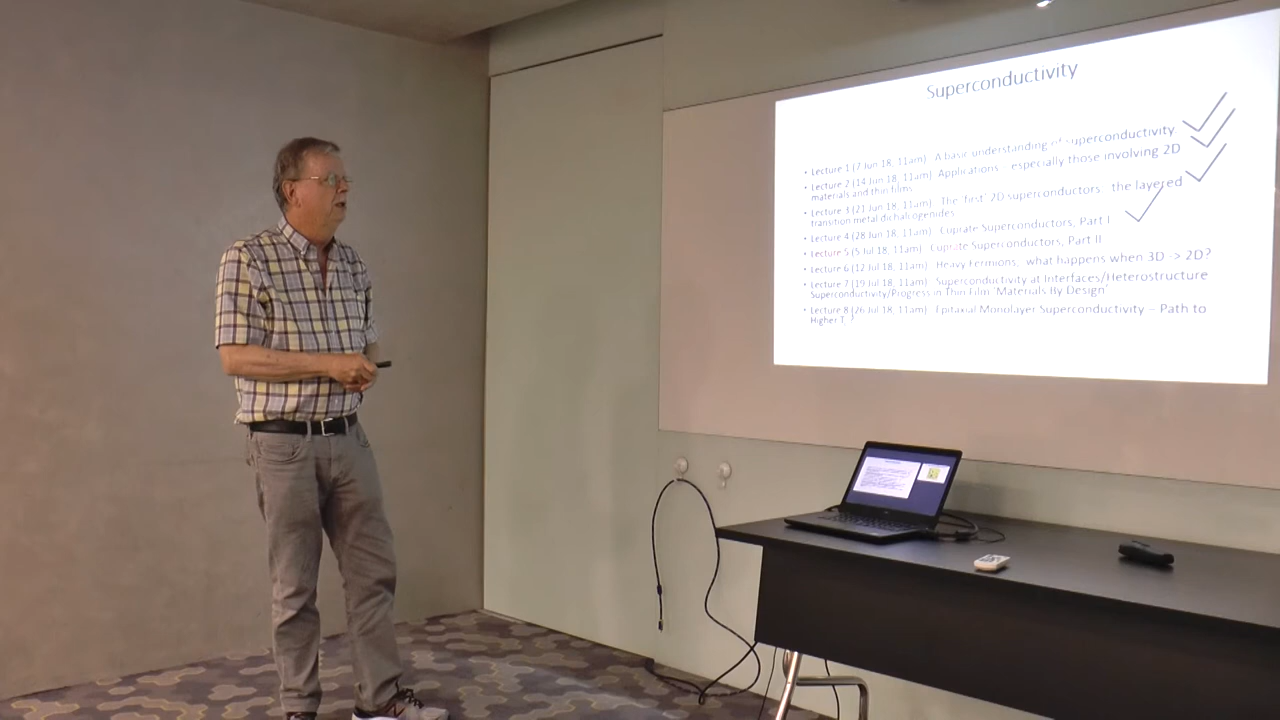 Superconductivity
• Lecture 1 (7 Jun 18, 11am) A basic understanding of superconductivity
• Lecture 2 (14 Jun 18, 11am) Applications especially those involving 2D
materials and thin films
• Lecture 3 (21 Jun 18, 11am) The 'first' 2D superconductors the layered
transition metal dichalcogenides
• Lecture 4 (28 Jun 18, 11am) Cuprate Superconductors, Part I
• Lecture 5 (5 Jul 18, 11am) Cuprate Superconductors, Part II
• Lecture 6 (12 Jul 18, 11am) Heavy Fermions, what happens when 3D -> 2D?
• Lecture 7 (19 Jul 18, 11am) Superconductivity at Interfaces/Heterostructure
Superconductivity/Progress in Thin Film 'Materials By Design'
• Lecture 8 (26 Jul 18, 11am) Epitaxial Monolayer Superconductivity – Path to
Higher T